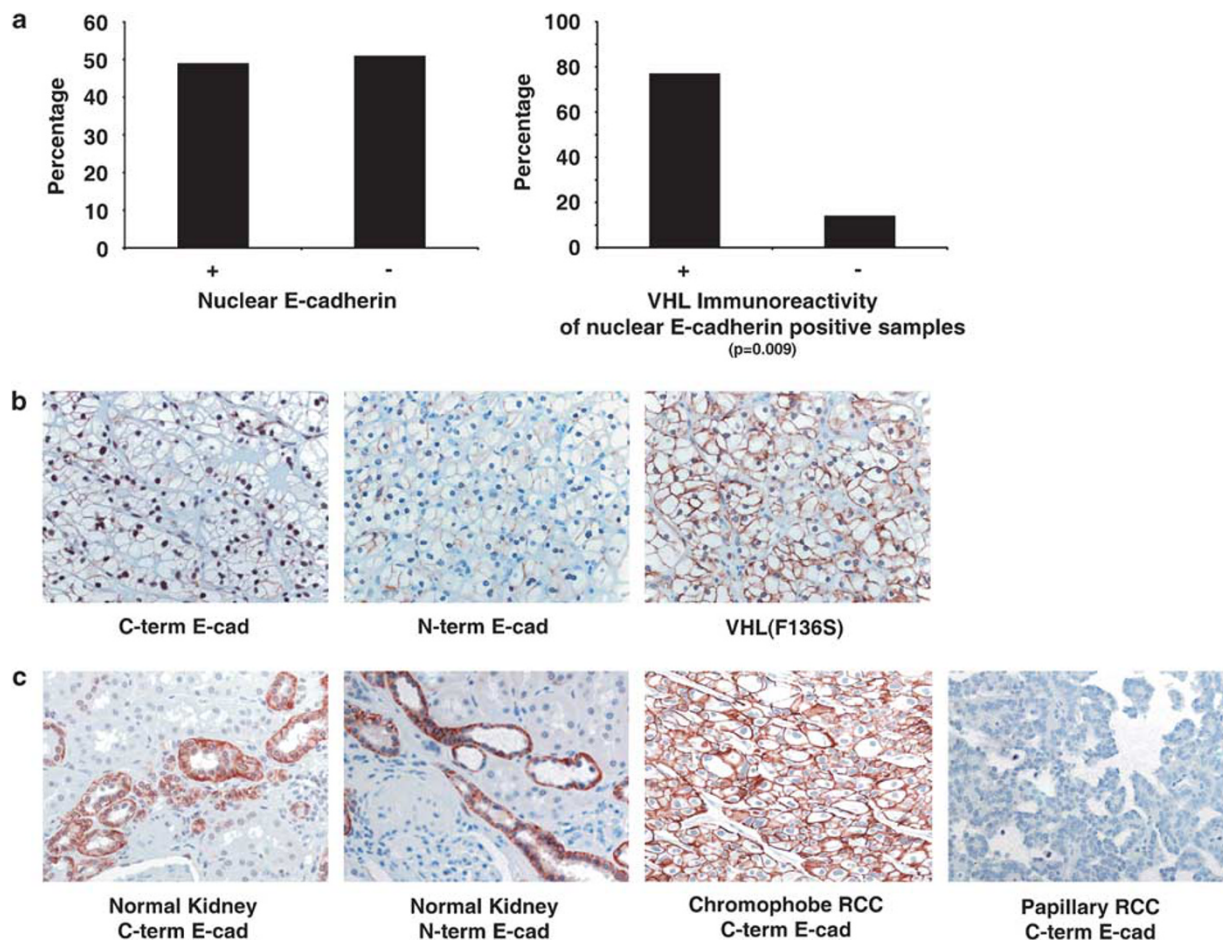 a
60
50
40
30
20
10
0
Percentage
+
-
Nuclear E-cadherin
100
80
60
40
20
0
Percentage
+
-
VHL Immunoreactivity
of nuclear E-cadherin positive samples
(p=0.009)
b
C-term E-cad
N-term E-cad
VHL(F136S)
c
Normal Kidney
C-term E-cad
Normal Kidney
N-term E-cad
Chromophobe RCC
C-term E-cad
Papillary RCC
C-term E-cad